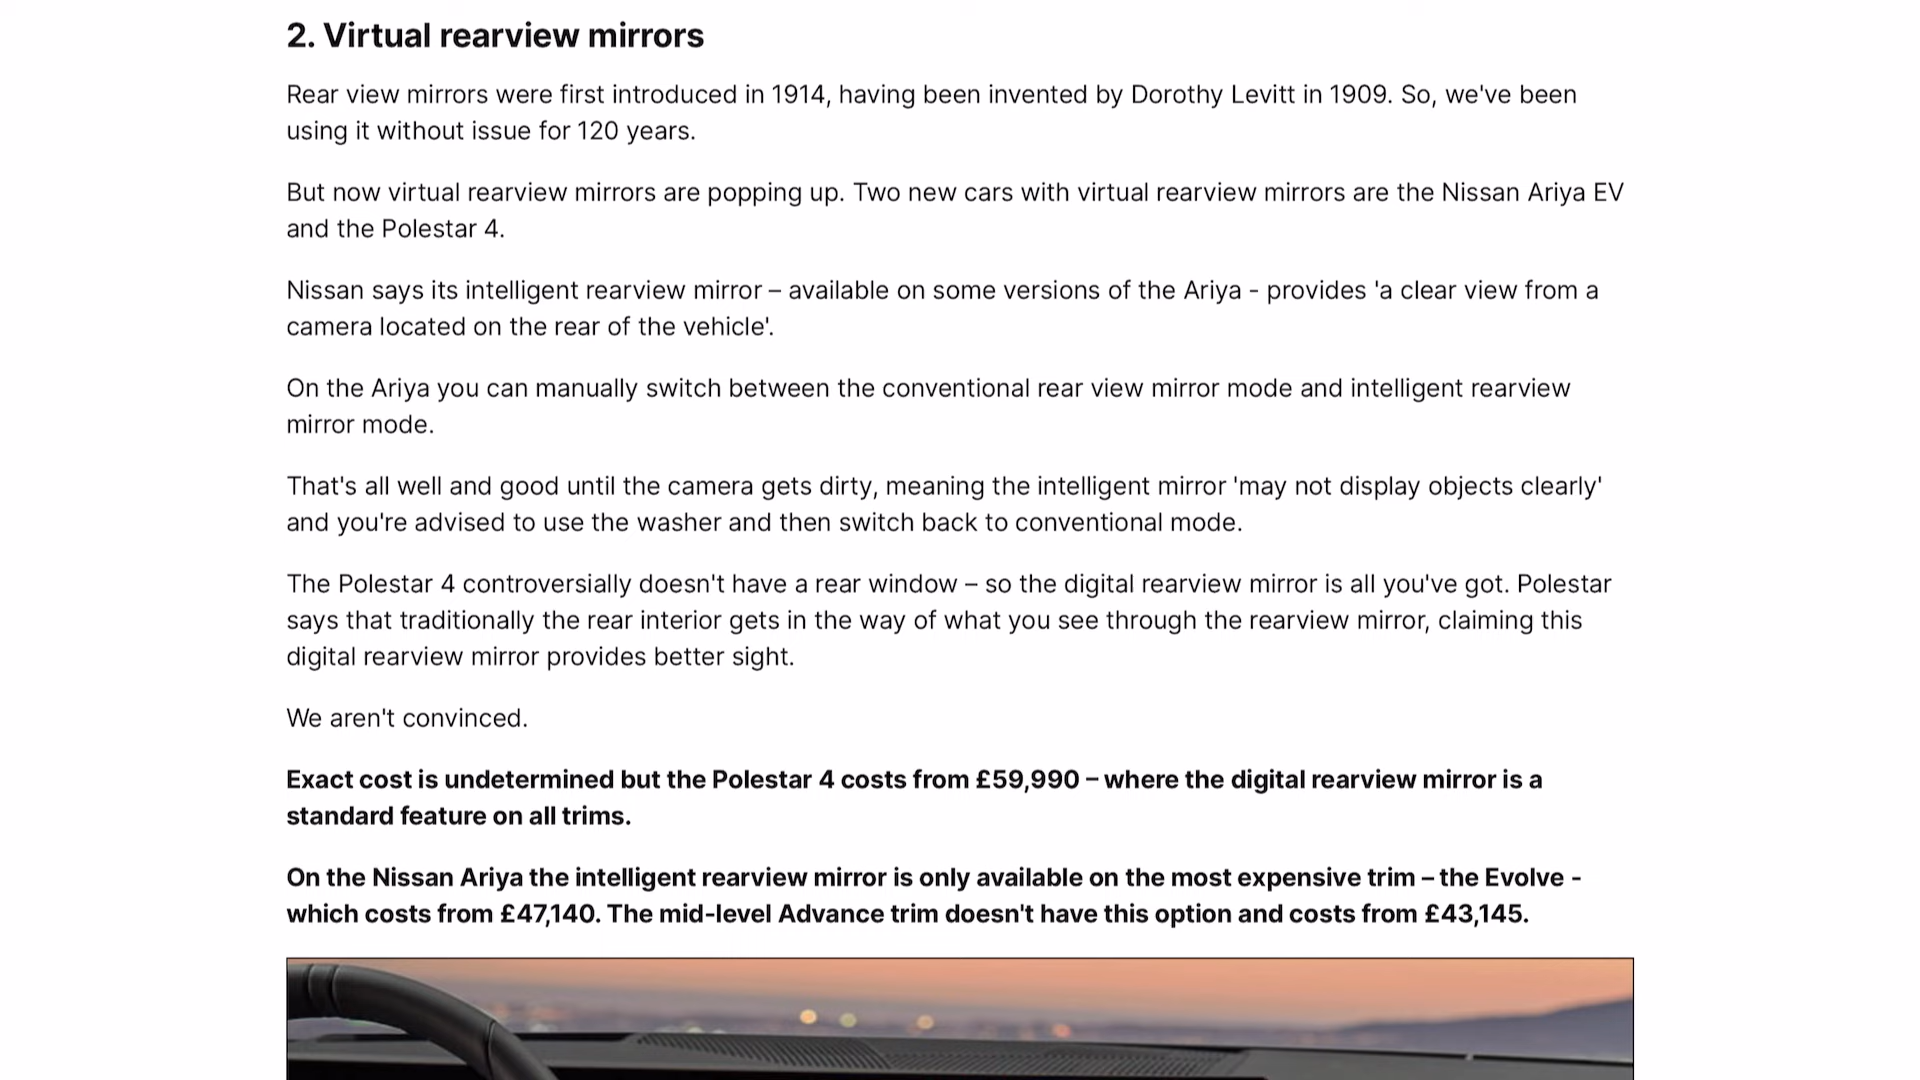 2. Virtual rearview mirrors
Rear view mirrors were first introduced in 1914, having been invented by Dorothy Levitt in 1909. So, we've been
using it without issue for 120 years.
But now virtual rearview mirrors are popping up. Two new cars with virtual rearview mirrors are the Nissan Ariya EV
and the Polestar 4.
Nissan says its intelligent rearview mirror – available on some versions of the Ariya - provides 'a clear view from a
camera located on the rear of the vehicle'.
On the Ariya you can manually switch between the conventional rear view mirror mode and intelligent rearview
mirror mode.
That's all well and good until the camera gets dirty, meaning the intelligent mirror 'may not display objects clearly'
and you're advised to use the washer and then switch back to conventional mode.
The Polestar 4 controversially doesn't have a rear window – so the digital rearview mirror is all you've got. Polestar
says that traditionally the rear interior gets in the way of what you see through the rearview mirror, claiming this
digital rearview mirror provides better sight.
We aren't convinced.
Exact cost is undetermined but the Polestar 4 costs from £59,990 – where the digital rearview mirror is a
standard feature on all trims.
On the Nissan Ariya the intelligent rearview mirror is only available on the most expensive trim – the Evolve -
which costs from £47,140. The mid-level Advance trim doesn't have this option and costs from £43,145.